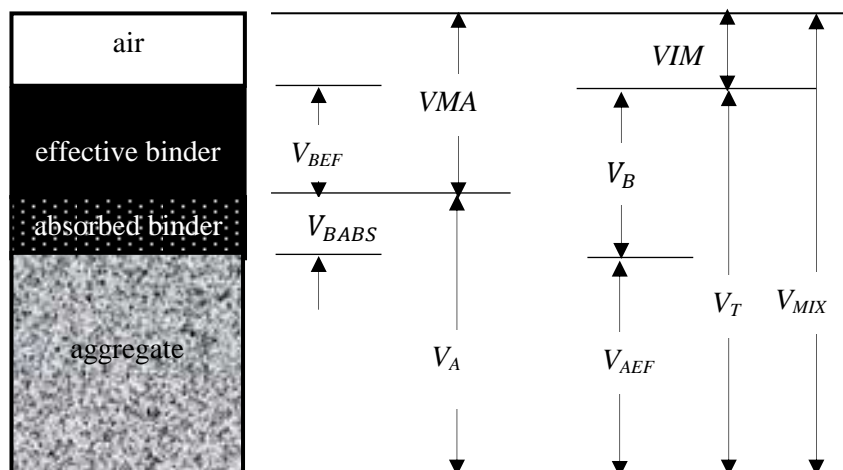 air
effective binder
absorbed binder
aggregate
V_BEF
V_BABS
VMA
V_A
VIM
V_B
V_AEF
V_T
V_MIX